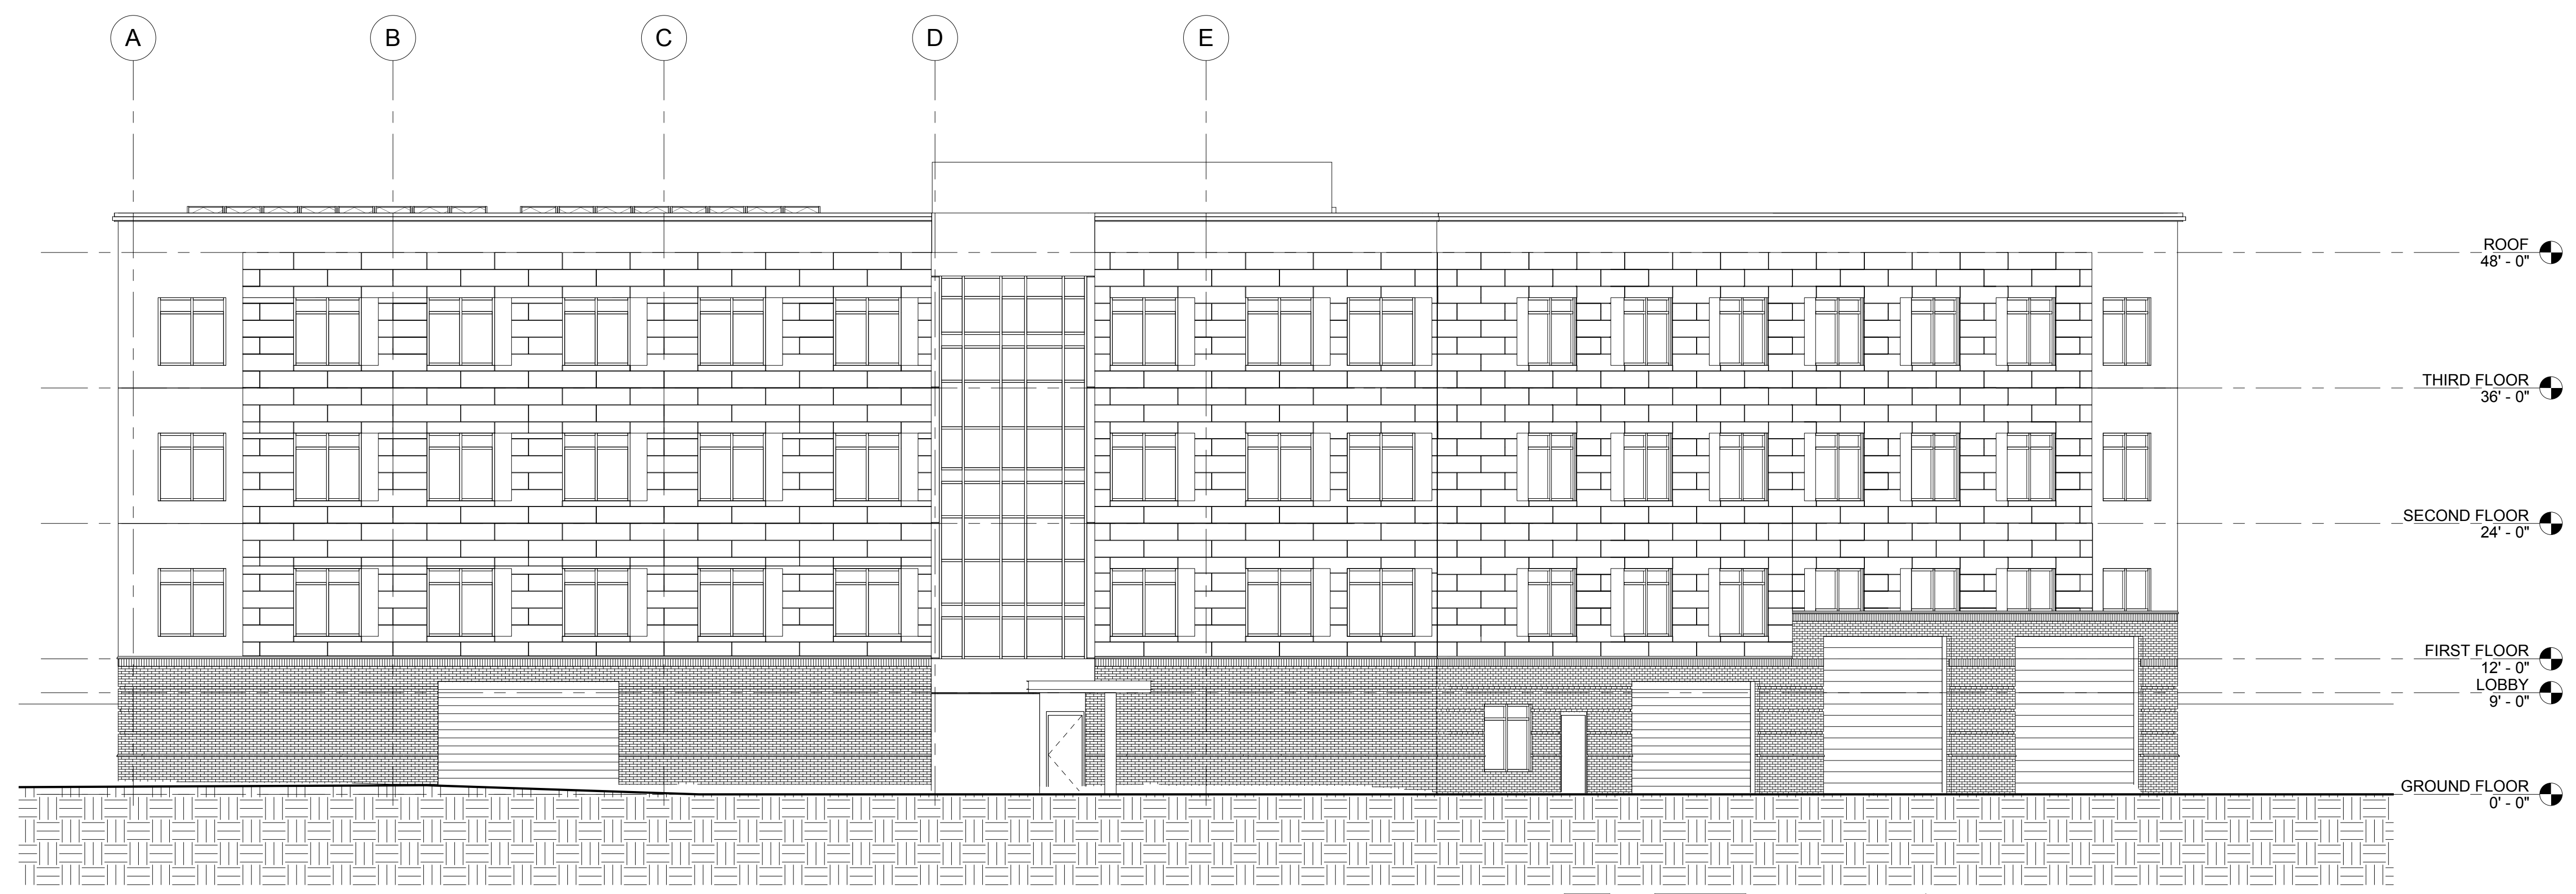 A
B
C
D
E
ROOF
48' - 0"
THIRD FLOOR
36' - 0"
SECOND FLOOR
24' - 0"
FIRST FLOOR
12' - 0"
LOBBY
9' - 0"
GROUND FLOOR
0' - 0"